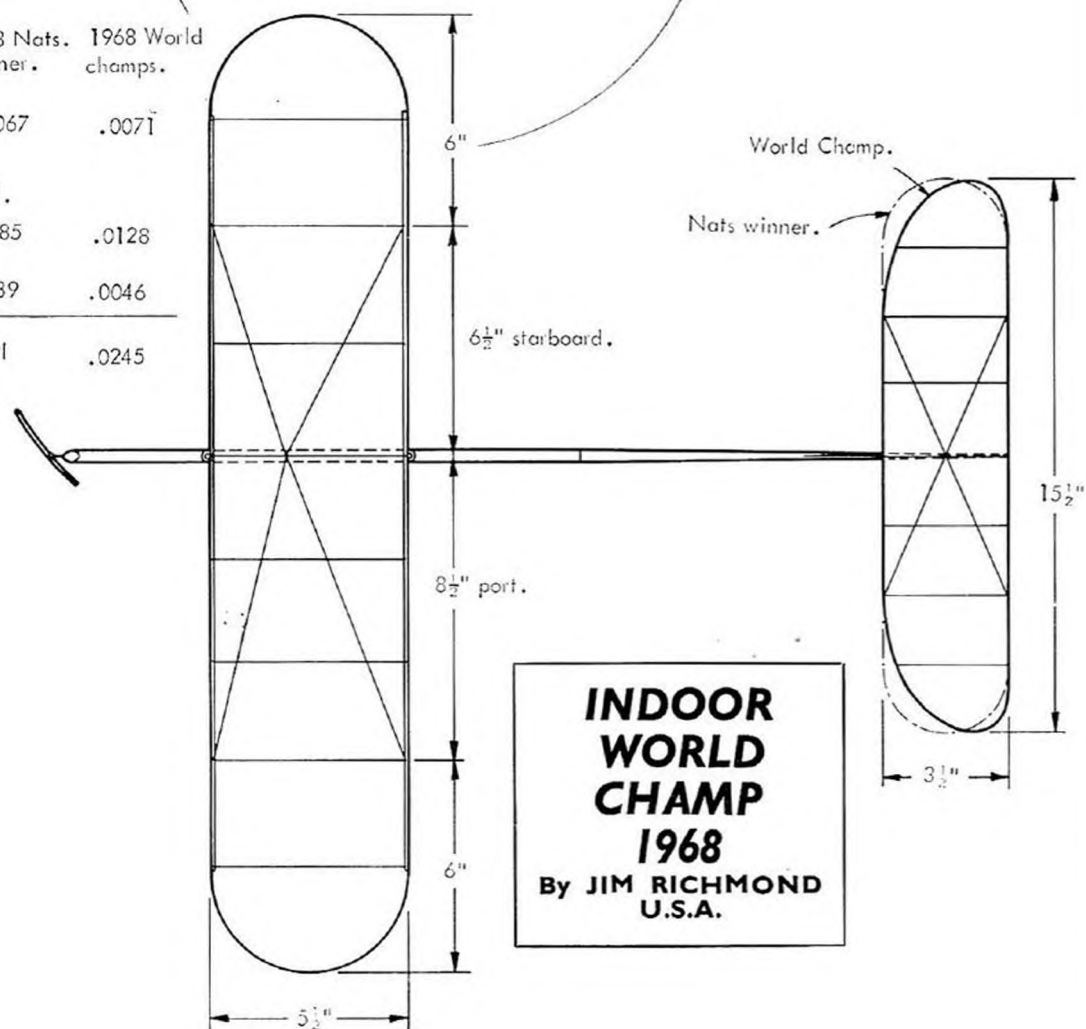 Nats. 1968 World
champs.
.0071
.0128
.0046
.0245
6"
World Champ.
Nats winner.
6½" starboard.
15½"
8½" port.
3½"
6"
5½"
INDOOR
WORLD
CHAMP
1968
By JIM RICHMOND
U.S.A.